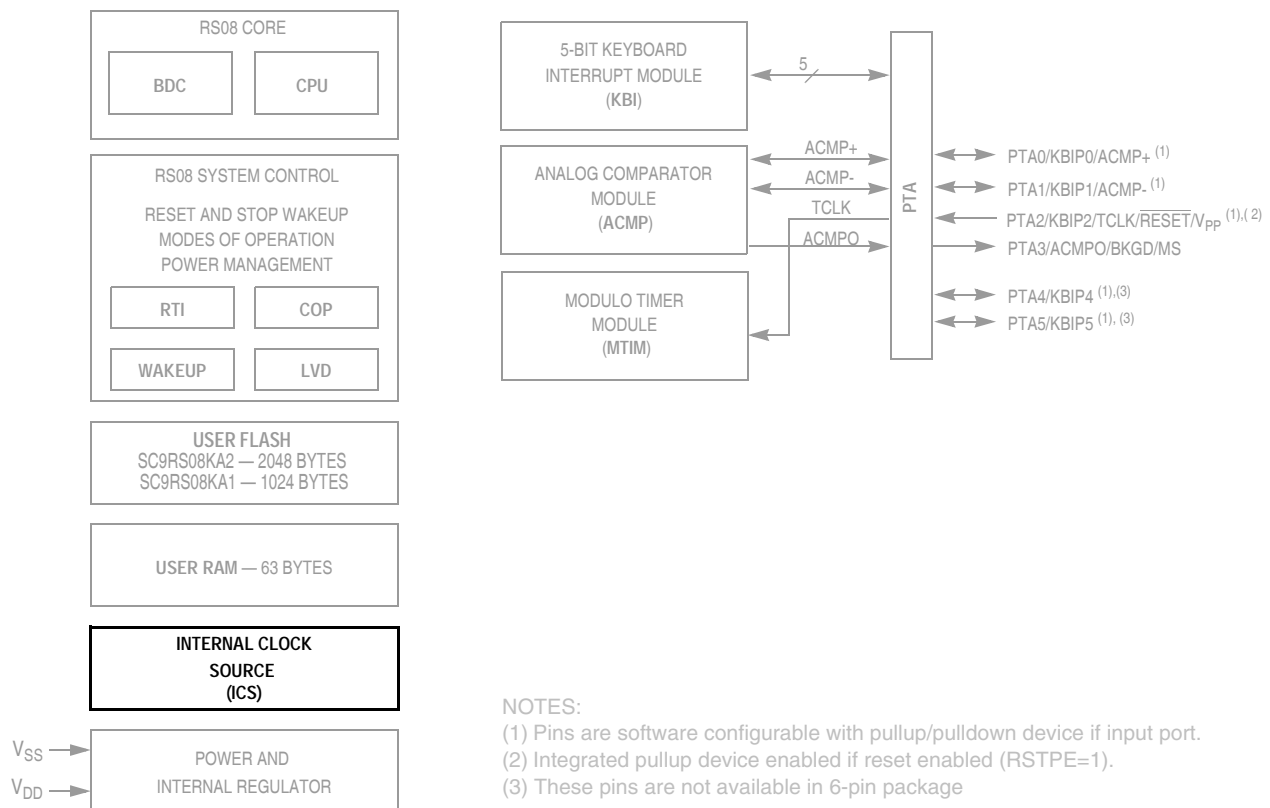 RS08 CORE
BDC
CPU
RS08 SYSTEM CONTROL
RESET AND STOP WAKEUP
MODES OF OPERATION
POWER MANAGEMENT
RTI
COP
WAKEUP
LVD
USER FLASH
SC9RS08KA2 — 2048 BYTES
SC9RS08KA1 — 1024 BYTES
USER RAM — 63 BYTES
INTERNAL CLOCK
SOURCE
(ICS)
VSS
VDD
POWER AND
INTERNAL REGULATOR
5-BIT KEYBOARD
INTERRUPT MODULE
(KBI)
5
ANALOG COMPARATOR
MODULE
(ACMP)
ACMP+
ACMP-
TCLK
ACMPO
MODULO TIMER
MODULE
(MTIM)
PTA
PTA0/KBIP0/ACMP+ (1)
PTA1/KBIP1/ACMP- (1)
PTA2/KBIP2/TCLK/RESET/VPP (1),( 2)
PTA3/ACMPO/BKGD/MS
PTA4/KBIP4 (1),(3)
PTA5/KBIP5 (1), (3)
NOTES:
(1) Pins are software configurable with pullup/pulldown device if input port.
(2) Integrated pullup device enabled if reset enabled (RSTPE=1).
(3) These pins are not available in 6-pin package